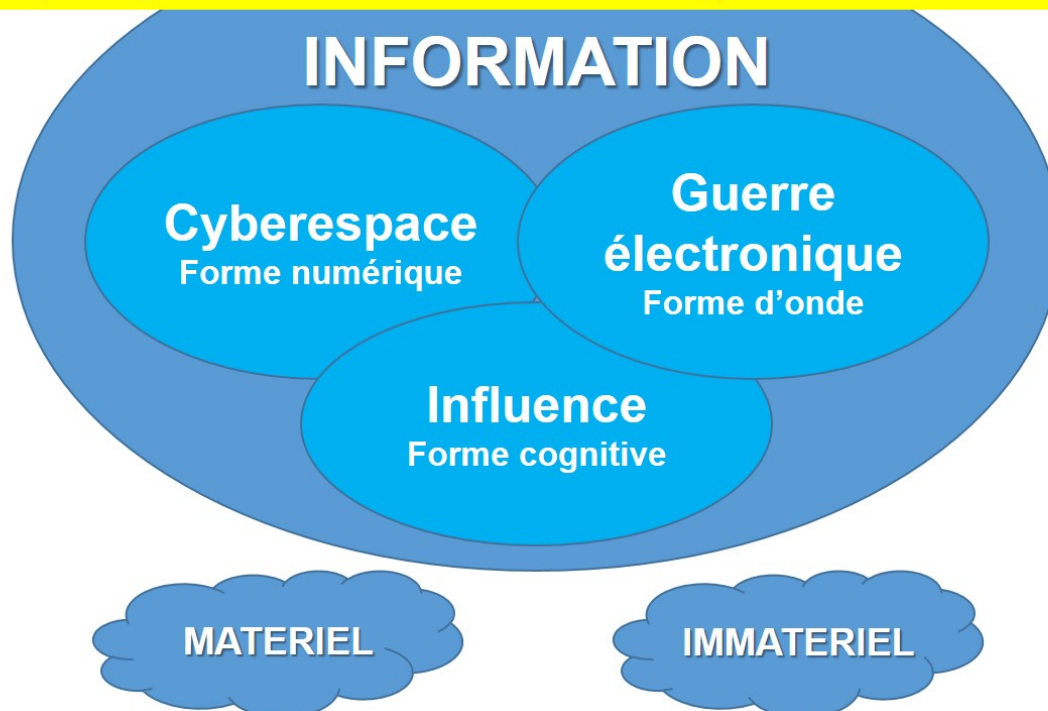 INFORMATION
Cyberespace
Forme numérique
Guerre
électronique
Forme d’onde
Influence
Forme cognitive
MATERIEL
IMMATERIEL